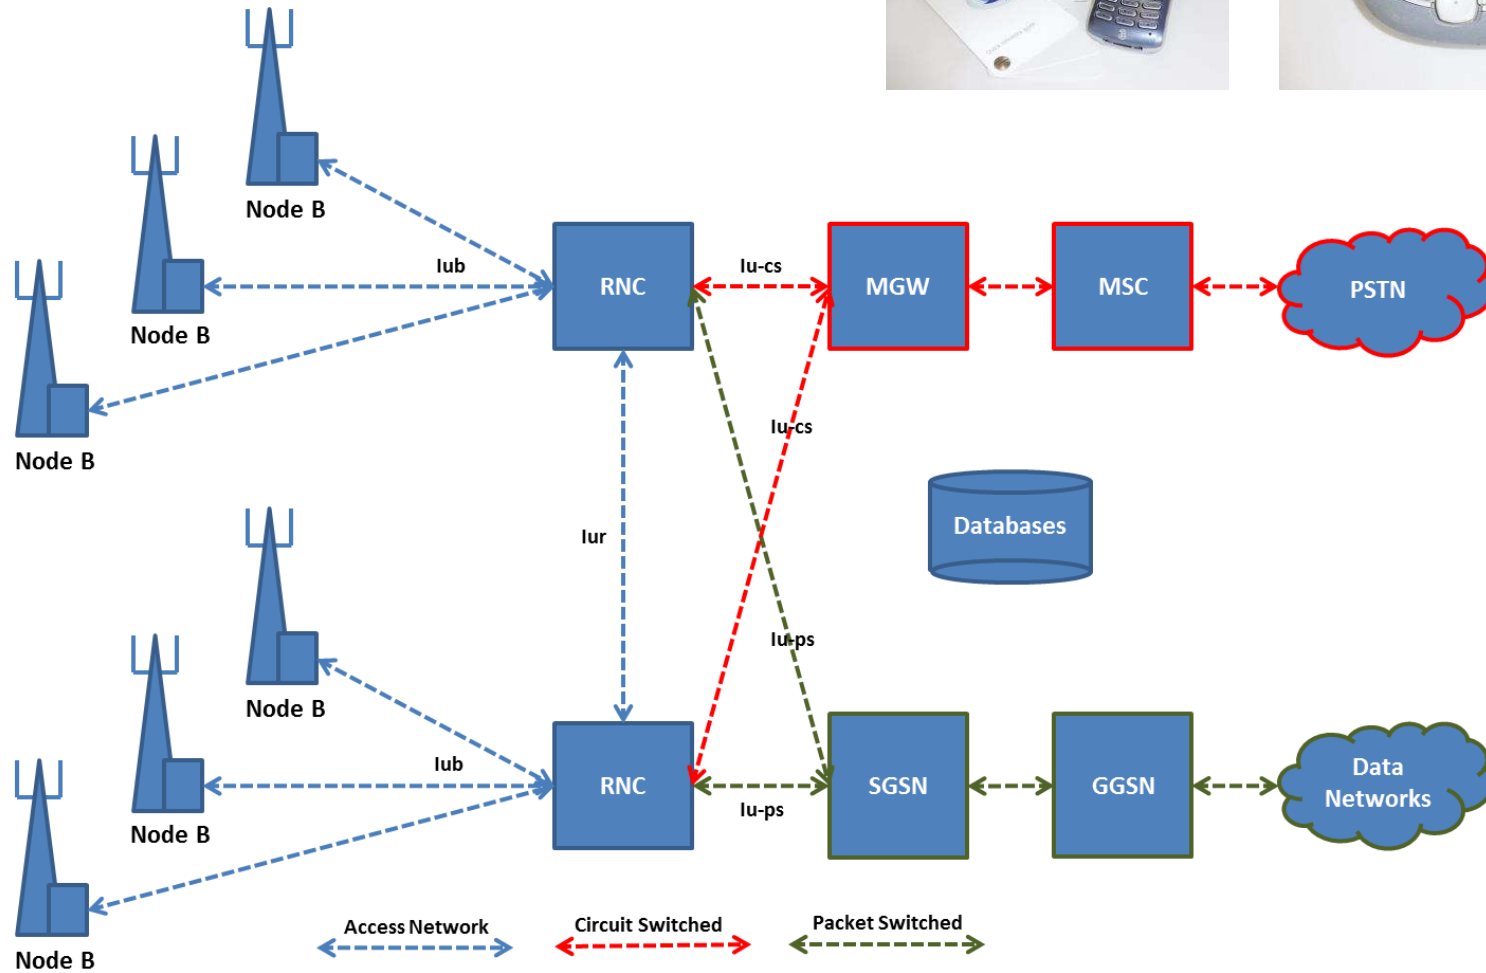 Node B
Node B
Node B
Iub
RNC
Iu-cs
MGW
MSC
PSTN
Iu-cs
Iur
Databases
Iu-ps
Node B
Node B
Node B
Iub
RNC
Iu-ps
SGSN
GGSN
Data
Networks
Access Network
Circuit Switched
Packet Switched